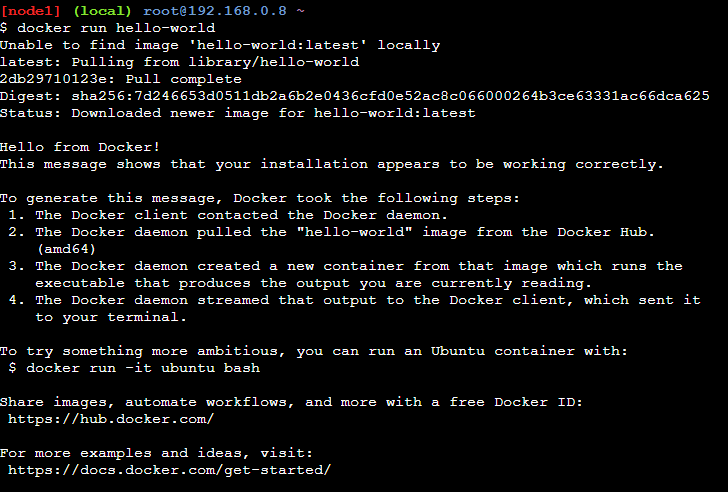 [node1] (local) root@192.168.0.8 ~
$ docker run hello-world
Unable to find image 'hello-world:latest' locally
latest: Pulling from library/hello-world
2db29710123e: Pull complete
Digest: sha256:7d246653d0511db2a6b2e0436cfd0e52ac8c066000264b3ce63331ac66dca625
Status: Downloaded newer image for hello-world:latest
Hello from Docker!
This message shows that your installation appears to be working correctly.
To generate this message, Docker took the following steps:
1. The Docker client contacted the Docker daemon.
2. The Docker daemon pulled the "hello-world" image from the Docker Hub.
(amd64)
3. The Docker daemon created a new container from that image which runs the
executable that produces the output you are currently reading.
4. The Docker daemon streamed that output to the Docker client, which sent it
to your terminal.
To try something more ambitious, you can run an Ubuntu container with:
$ docker run -it ubuntu bash
Share images, automate workflows, and more with a free Docker ID:
https://hub.docker.com/
For more examples and ideas, visit:
https://docs.docker.com/get-started/